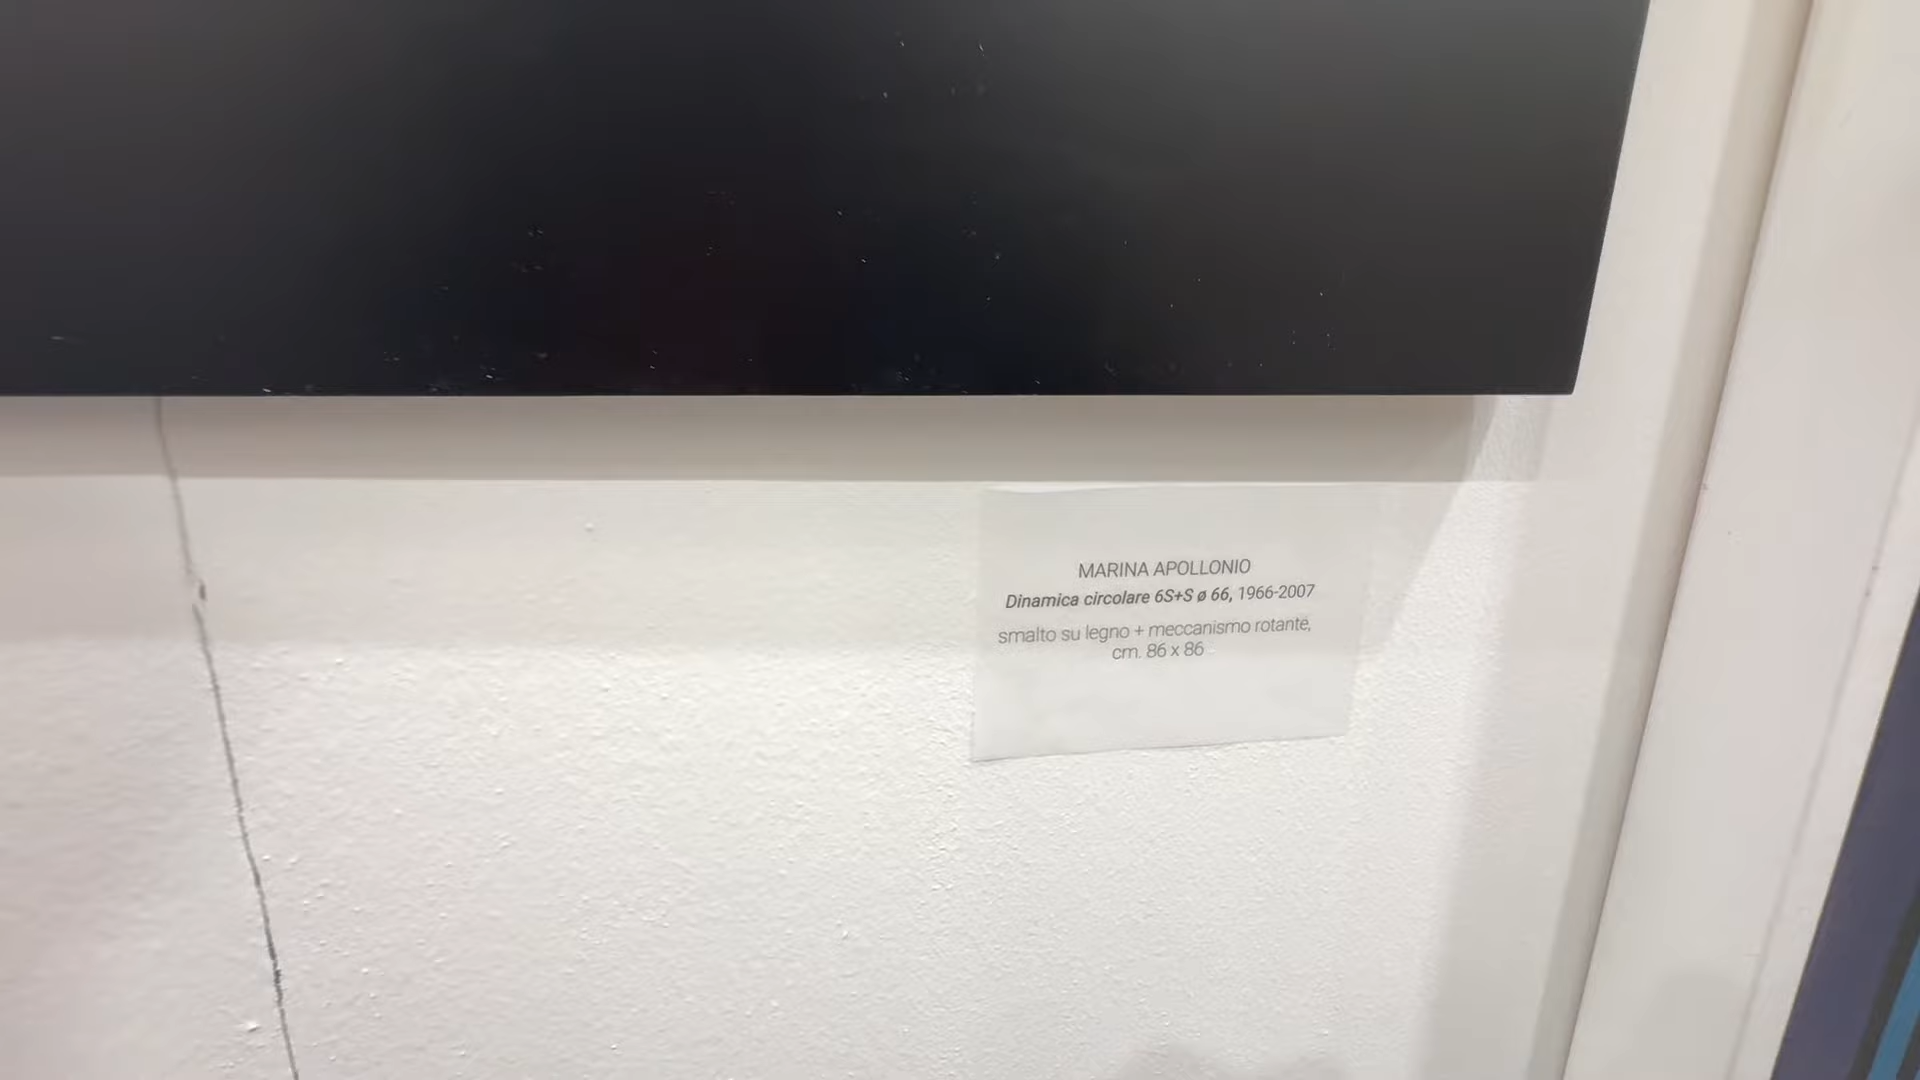 MARINA APOLLONIO
Dinamica circolare 6S+S ø 66, 1966-2007
smalto su legno + meccanismo rotante,
cm. 86 x 86